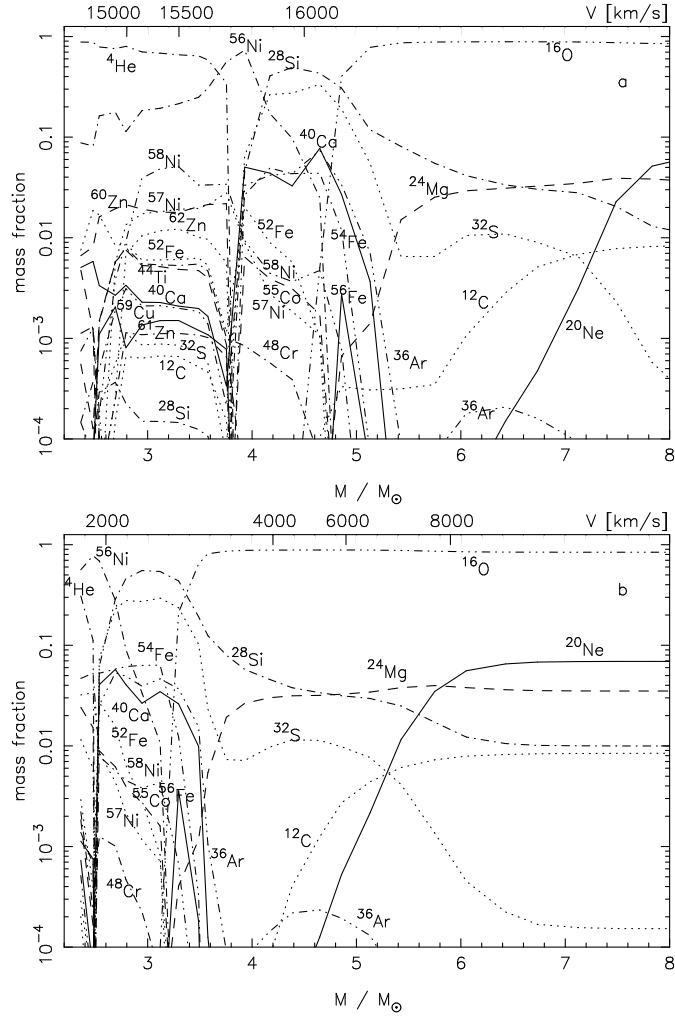 15000 15500 16000 V [km/s]
1
0.1
0.01
10⁻³
10⁻⁴
mass fraction
a
⁵⁶Ni
⁴He
²⁸Si
¹⁶O
⁴⁰Ca
⁵⁸Ni
⁶⁰Zn
⁵⁷Ni
²⁴Mg
⁶²Zn
⁵²Fe
⁵⁴Fe
³²S
⁵²Fe
⁴⁴Ti
⁵⁸Ni
⁴⁰Ca
⁵⁵Co
⁵⁶Fe
¹²C
⁵⁹Cu
⁵⁷Ni
⁶¹Zn
²⁰Ne
³²S
⁴⁸Cr
¹²C
³⁶Ar
²⁸Si
³⁶Ar
3 4 5 6 7 8
M / M☉
2000 4000 6000 8000 V [km/s]
1
0.1
0.01
10⁻³
10⁻⁴
mass fraction
b
⁵⁶Ni
⁴He
¹⁶O
⁵⁴Fe
²⁸Si
²⁴Mg
²⁰Ne
⁴⁰Ca
⁵²Fe
³²S
⁵⁸Ni
⁵⁵Co
⁵⁶Fe
⁵⁷Ni
³⁶Ar
¹²C
⁴⁸Cr
³⁶Ar
3 4 5 6 7 8
M / M☉